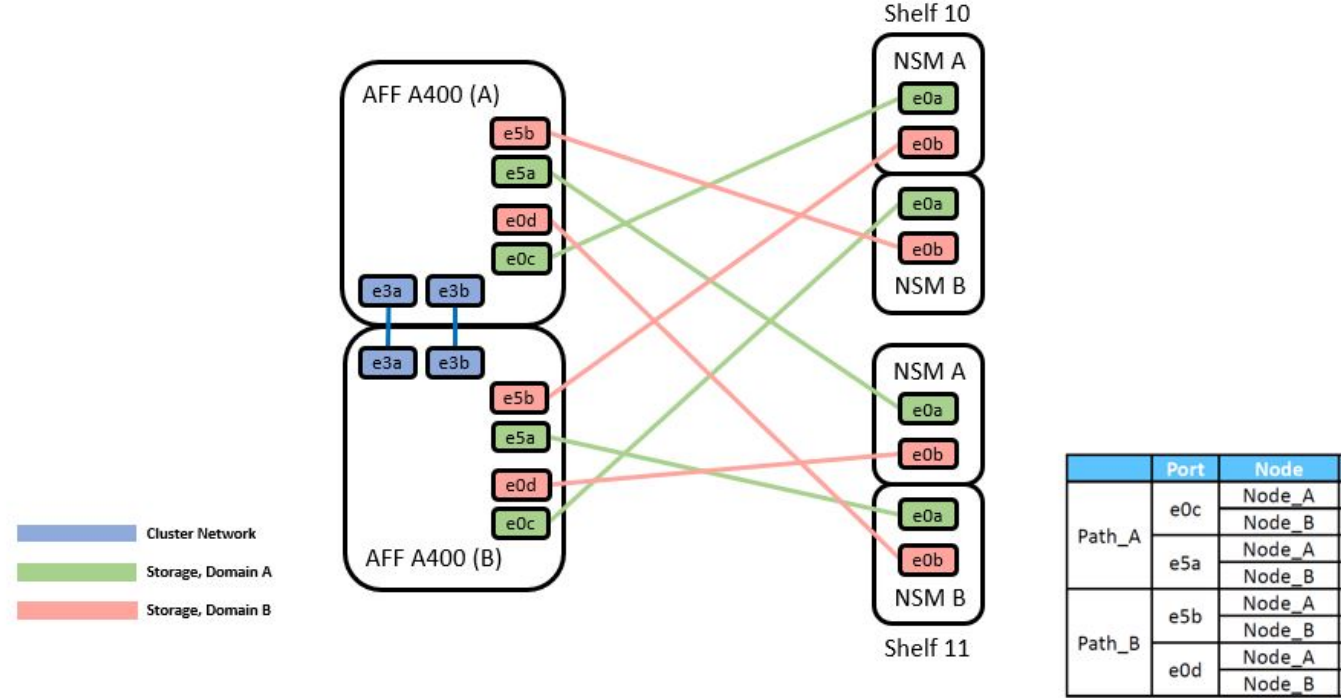 Shelf 10
AFF A400 (A)
e5b
e5a
e0d
e0c
e3a e3b
e3a e3b
e5b
e5a
e0d
e0c
AFF A400 (B)
NSM A
e0a
e0b
e0a
e0b
NSM B
NSM A
e0a
e0b
e0a
e0b
NSM B
Shelf 11
Cluster Network
Storage, Domain A
Storage, Domain B
Port Node
Path_A e0c Node_A
Node_B
e5a Node_A
Node_B
Path_B e5b Node_A
Node_B
e0d Node_A
Node_B